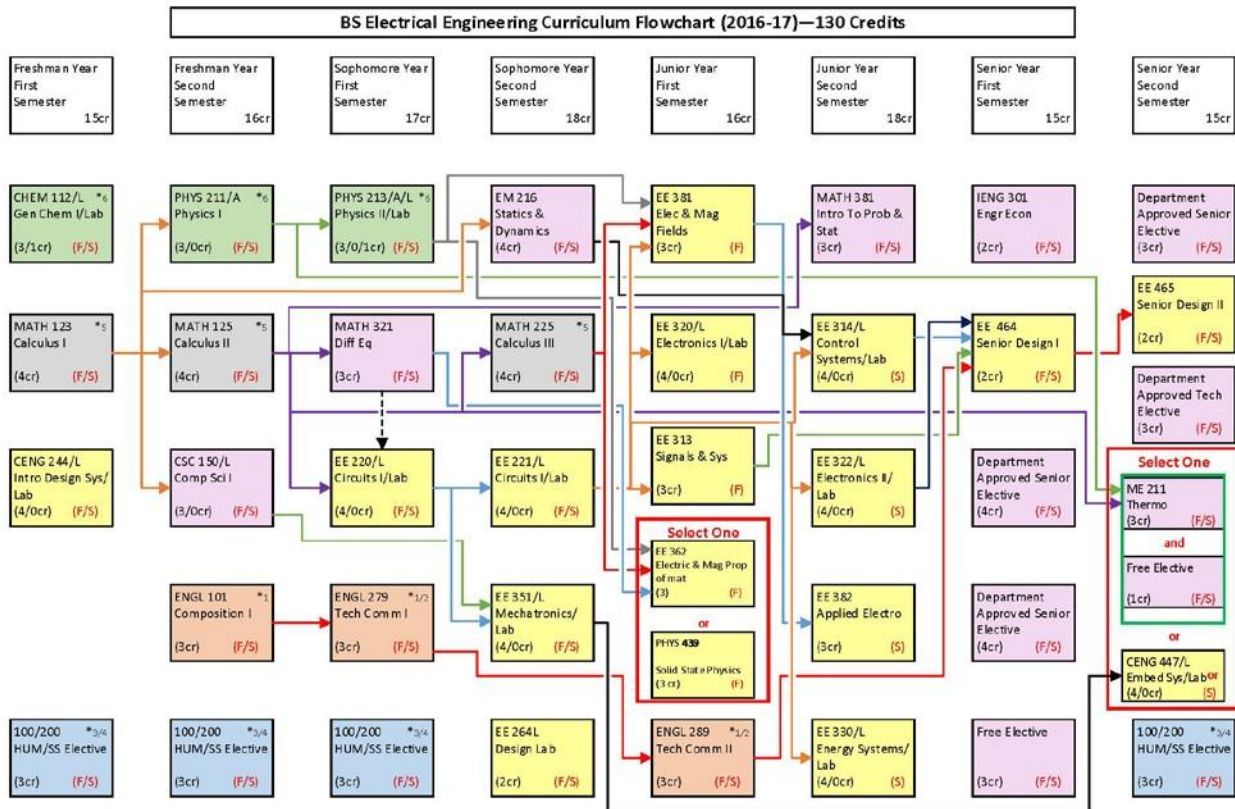 BS Electrical Engineering Curriculum Flowchart (2016-17)—130 Credits
Freshman Year
First
Semester
15cr
Freshman Year
Second
Semester
16cr
Sophomore Year
First
Semester
17cr
Sophomore Year
Second
Semester
18cr
Junior Year
First
Semester
16cr
Junior Year
Second
Semester
18cr
Senior Year
First
Semester
15cr
Senior Year
Second
Semester
15cr
CHEM 112/L *6
Gen Chem I/Lab
(3/1cr) (F/S)
PHYS 211/A *6
Physics I
(3/0cr) (F/S)
PHYS 213/A/L *6
Physics II/Lab
(3/0/1cr) (F/S)
EM 216
Statics &
Dynamics
(4cr) (F/S)
EE 381
Elec & Mag
Fields
(3cr) (F)
MATH 381
Intro To Prob &
Stat
(3cr) (F/S)
IENG 301
Engr Econ
(2cr) (F/S)
Department
Approved Senior
Elective
(3cr) (F/S)
EE 465
Senior Design II
(2cr) (F/S)
MATH 123 *5
Calculus I
(4cr) (F/S)
MATH 125 *5
Calculus II
(4cr) (F/S)
MATH 321
Diff Eq
(3cr) (F/S)
MATH 225 *5
Calculus III
(4cr) (F/S)
EE 320/L
Electronics I/Lab
(4/0cr) (F)
EE 314/L
Control
Systems/Lab
(4/0cr) (S)
EE 464
Senior Design I
(2cr) (F/S)
Department
Approved Tech
Elective
(3cr) (F/S)
CENG 244/L
Intro Design Sys/
Lab
(4/0cr) (F/S)
CSC 150/L
Comp Sci I
(3/0cr) (F/S)
EE 220/L
Circuits I/Lab
(4/0cr) (F/S)
EE 221/L
Circuits I/Lab
(4/0cr) (F/S)
EE 313
Signals & Sys
(3cr) (F)
EE 322/L
Electronics II/
Lab
(4/0cr) (S)
Department
Approved Senior
Elective
(4cr) (F/S)
Select One
ME 211
Thermo
(3cr) (F/S)
and
Free Elective
(1cr) (F/S)
or
CENG 447/L
Embed Sys/Lab or
(4/0cr) (S)
ENGL 101 *1
Composition I
(3cr) (F/S)
ENGL 279 *1/2
Tech Comm I
(3cr) (F/S)
EE 351/L
Mechatronics/
Lab
(4/0cr) (F/S)
Select One
EE 362
Electric & Mag Prop
of mat
(3) (F)
or
PHYS 439
Solid State Physics
(3 cr) (F)
EE 382
Applied Electro
(3cr) (S)
Department
Approved Senior
Elective
(4cr) (F/S)
100/200 *3/4
HUM/SS Elective
(3cr) (F/S)
100/200 *3/4
HUM/SS Elective
(3cr) (F/S)
100/200 *3/4
HUM/SS Elective
(3cr) (F/S)
EE 264L
Design Lab
(2cr) (F/S)
ENGL 289 *1/2
Tech Comm II
(3cr) (F/S)
EE 330/L
Energy Systems/
Lab
(4/0cr) (S)
Free Elective
(3cr) (F/S)
100/200 *3/4
HUM/SS Elective
(3cr) (F/S)